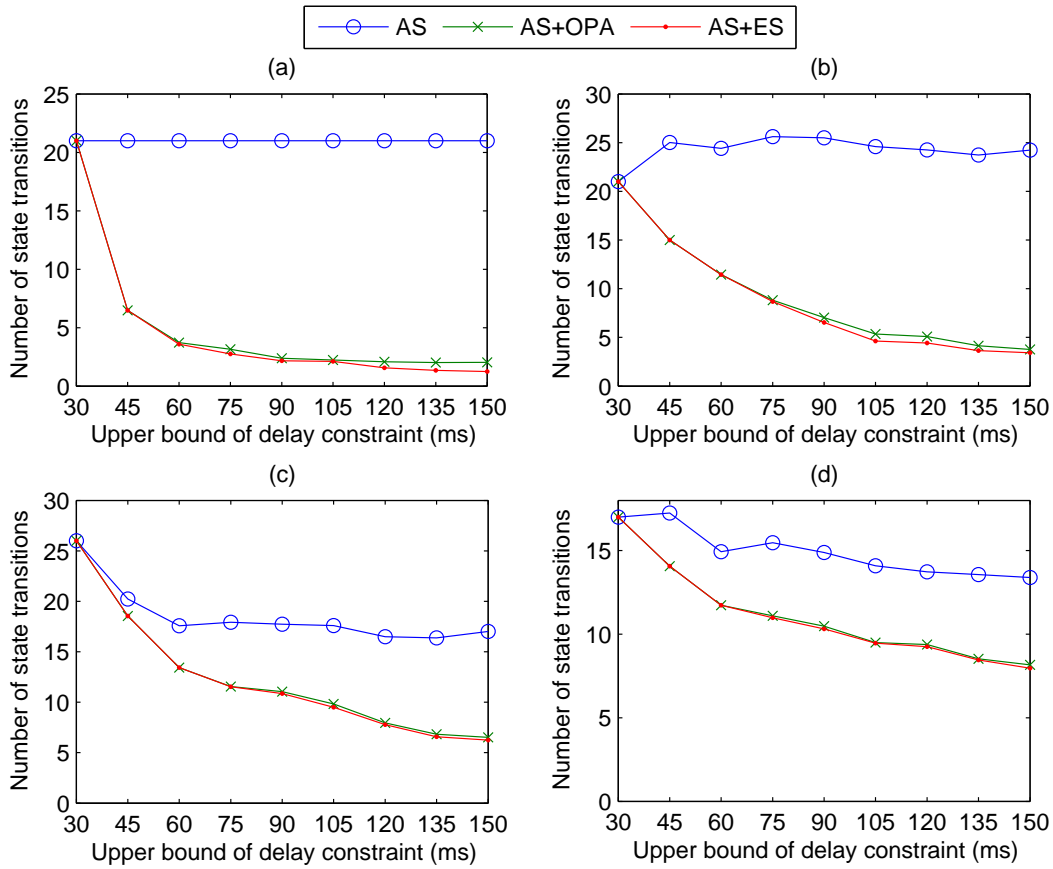 AS AS+OPA AS+ES
(a)
Number of state transitions
25
20
15
10
5
0
30 45 60 75 90 105 120 135 150
Upper bound of delay constraint (ms)
(b)
Number of state transitions
30
25
20
15
10
5
0
30 45 60 75 90 105 120 135 150
Upper bound of delay constraint (ms)
(c)
Number of state transitions
30
25
20
15
10
5
0
30 45 60 75 90 105 120 135 150
Upper bound of delay constraint (ms)
(d)
Number of state transitions
15
10
5
0
30 45 60 75 90 105 120 135 150
Upper bound of delay constraint (ms)